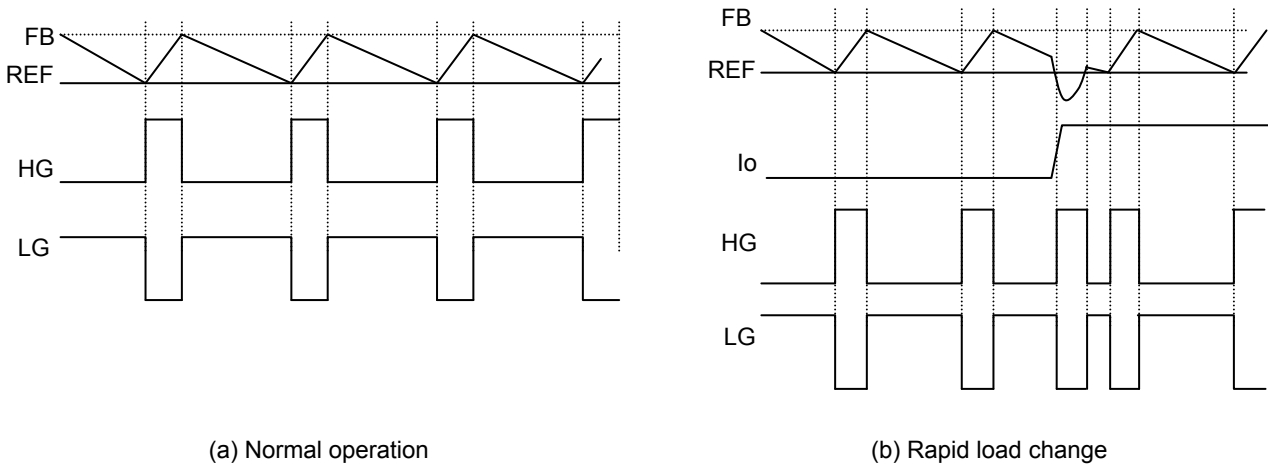 FB
REF
HG
LG
(a) Normal operation
FB
REF
Io
HG
LG
(b) Rapid load change